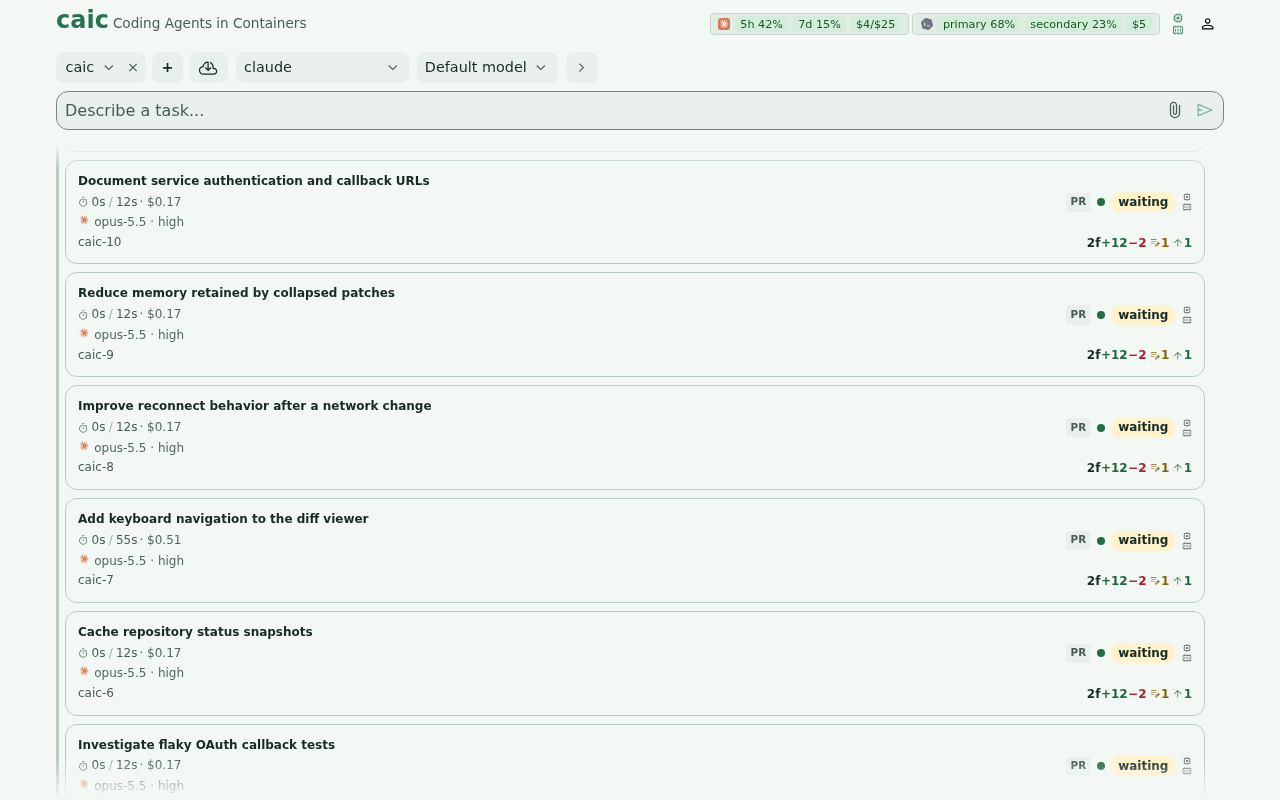 caic Coding Agents in Containers
5h 42% 7d 15% $4/$25 primary 68% secondary 23% $5
caic + claude Default model
Describe a task...
Document service authentication and callback URLs
0s / 12s · $0.17
PR waiting
opus-5.5 · high
caic-10
2f+12−2 1 ↑1
Reduce memory retained by collapsed patches
0s / 12s · $0.17
PR waiting
opus-5.5 · high
caic-9
2f+12−2 1 ↑1
Improve reconnect behavior after a network change
0s / 12s · $0.17
PR waiting
opus-5.5 · high
caic-8
2f+12−2 1 ↑1
Add keyboard navigation to the diff viewer
0s / 55s · $0.51
PR waiting
opus-5.5 · high
caic-7
2f+12−2 1 ↑1
Cache repository status snapshots
0s / 12s · $0.17
PR waiting
opus-5.5 · high
caic-6
2f+12−2 1 ↑1
Investigate flaky OAuth callback tests
0s / 12s · $0.17
PR waiting
opus-5.5 · high